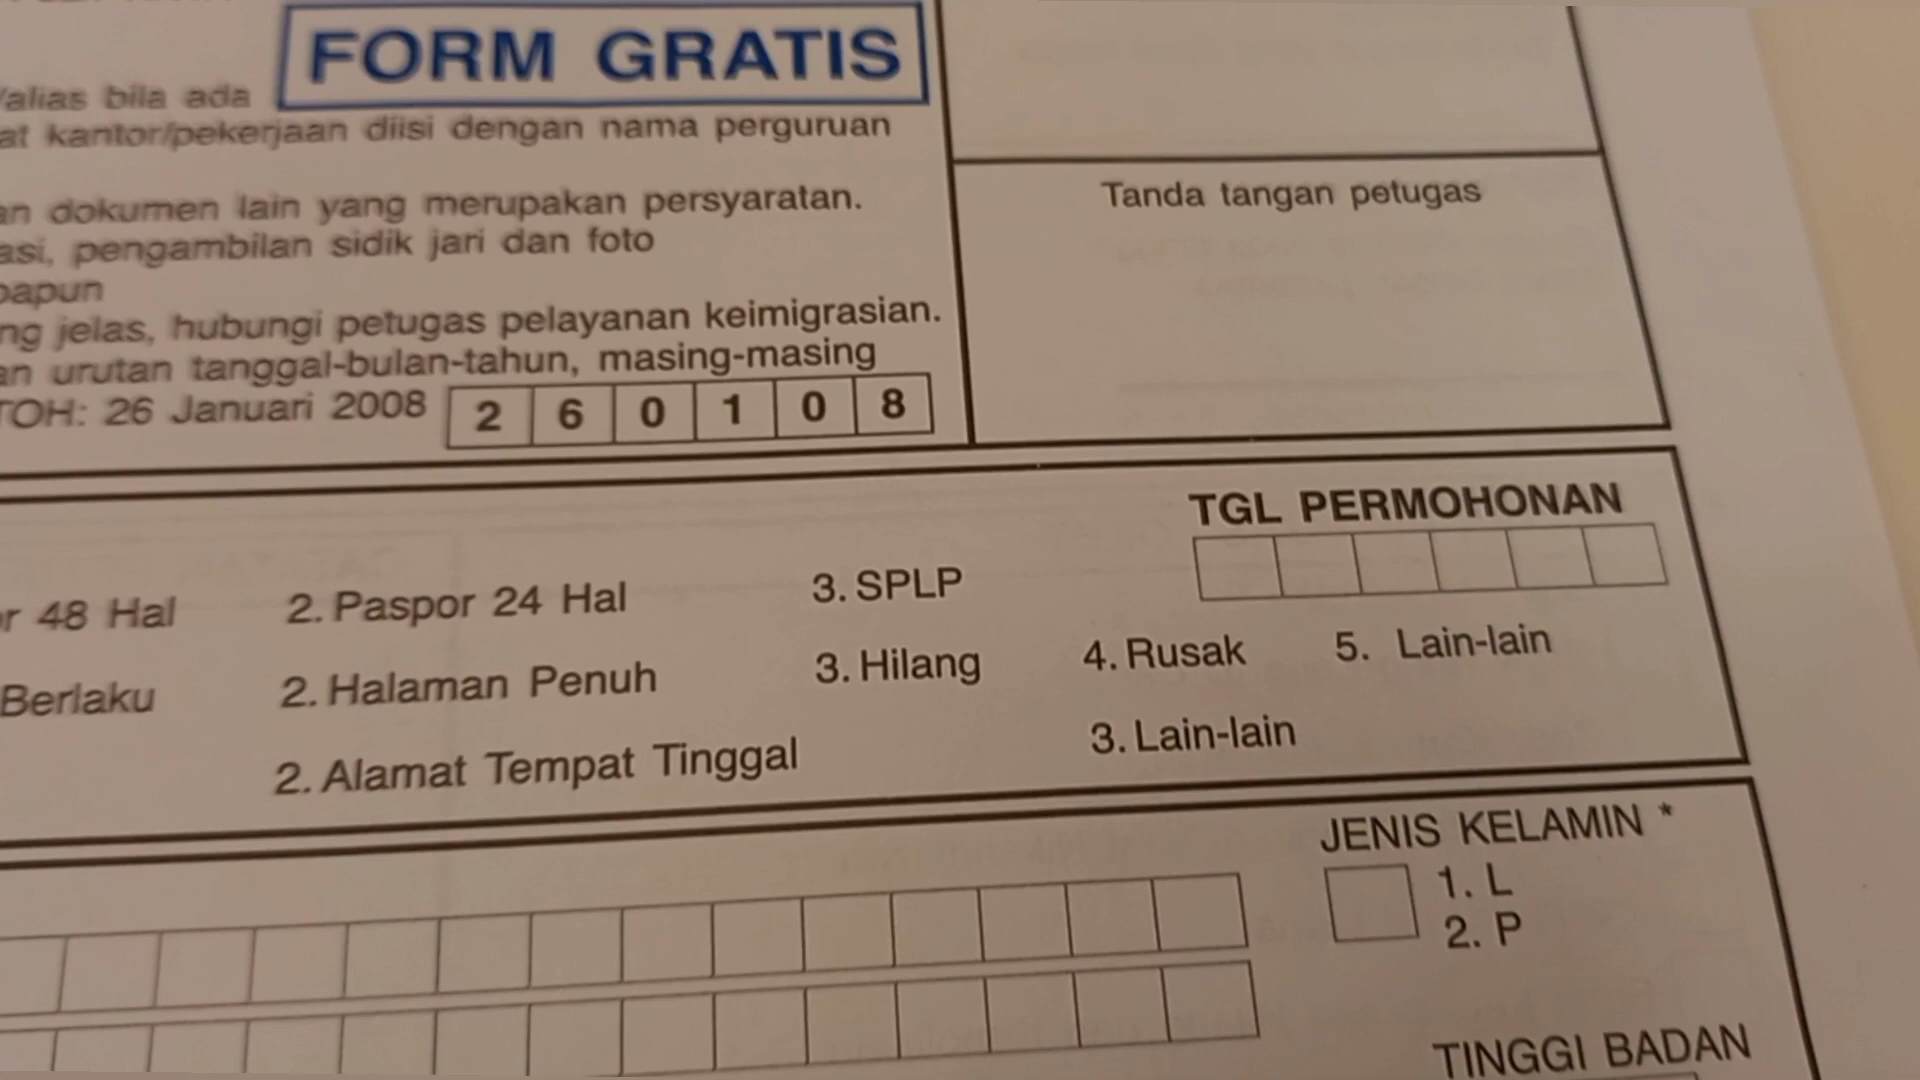 FORM GRATIS
/alias bila ada
at kantor/pekerjaan diisi dengan nama perguruan
an dokumen lain yang merupakan persyaratan.
asi, pengambilan sidik jari dan foto
papun
ng jelas, hubungi petugas pelayanan keimigrasian.
an urutan tanggal-bulan-tahun, masing-masing
TOH: 26 Januari 2008 2 6 0 1 0 8
Tanda tangan petugas
TGL PERMOHONAN
r 48 Hal 2. Paspor 24 Hal 3. SPLP
Berlaku 2. Halaman Penuh 3. Hilang 4. Rusak 5. Lain-lain
2. Alamat Tempat Tinggal 3. Lain-lain
JENIS KELAMIN *
1. L
2. P
TINGGI BADAN